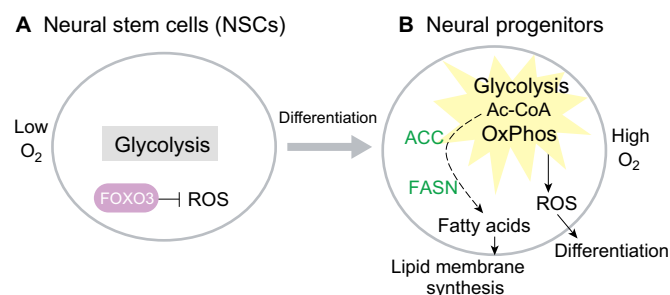 A Neural stem cells (NSCs)
Low
O2
Glycolysis
FOXO3
ROS
Differentiation
B Neural progenitors
Glycolysis
Ac-CoA
OxPhos
ACC
FASN
High
O2
ROS
Fatty acids
Differentiation
Lipid membrane
synthesis